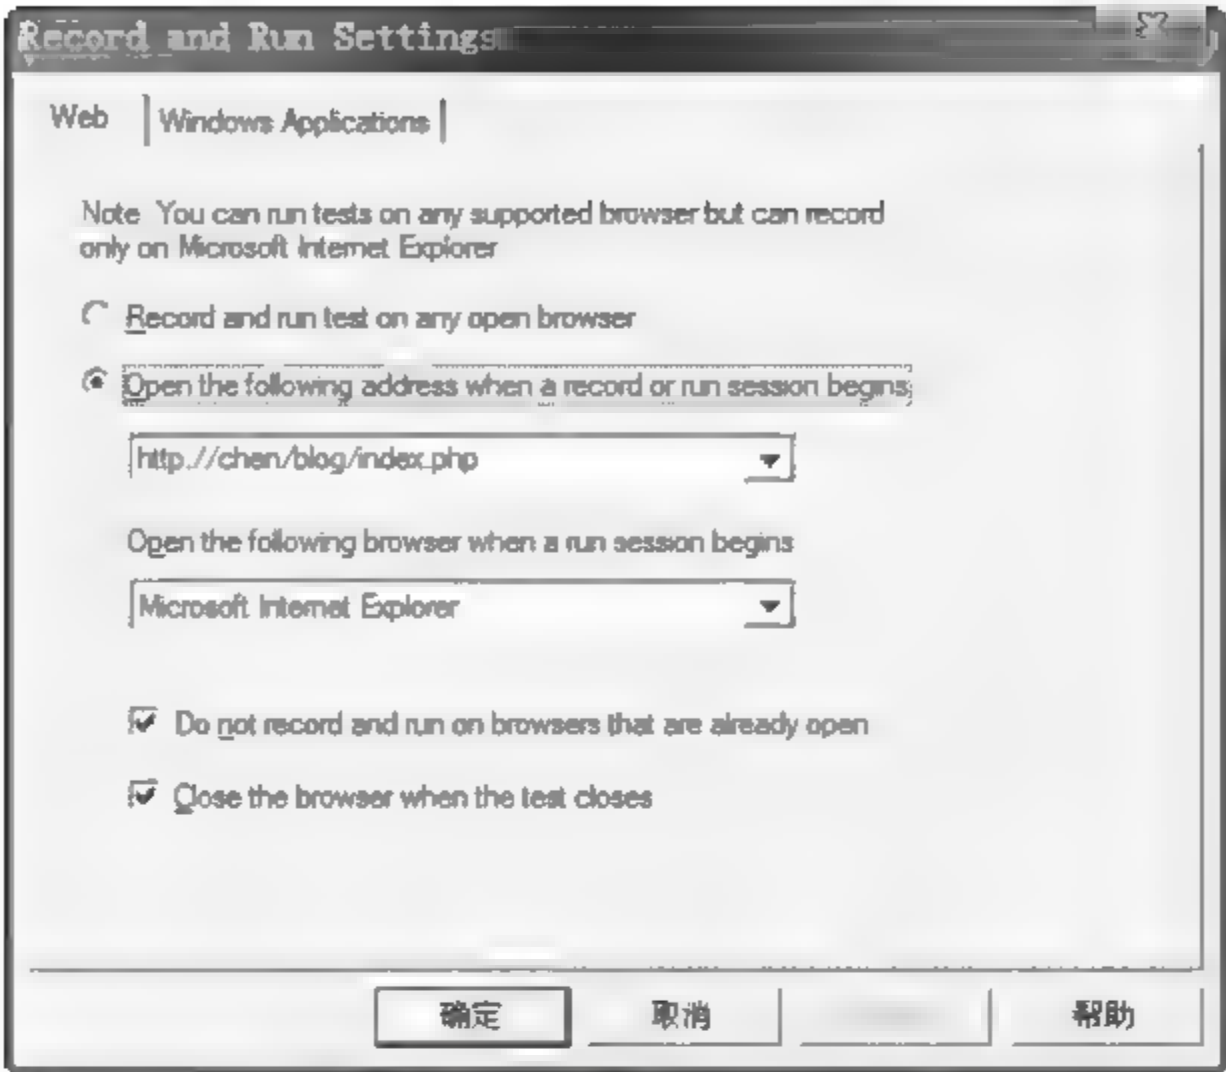 Record and Run Settings
Web
Windows Applications
Note You can run tests on any supported browser but can record
only on Microsoft Internet Explorer
Record and run test on any open browser
Open the following address when a record or run session begins:
http://chen/blog/index.php
Open the following browser when a run session begins
Microsoft Internet Explorer
Do not record and run on browsers that are already open
Close the browser when the test closes
确定 取消 帮助